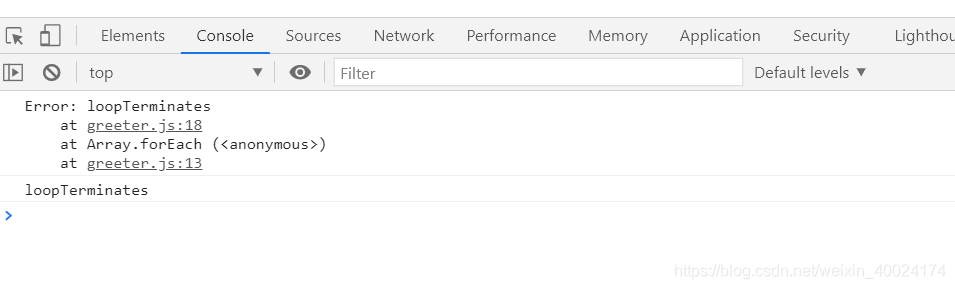 Elements Console Sources Network Performance Memory Application Security Lighthou
top Filter Default levels
Error: loopTerminates
at greeter.js:18
at Array.forEach (<anonymous>)
at greeter.js:13
loopTerminates
https://blog.csdn.net/weixin_40024174